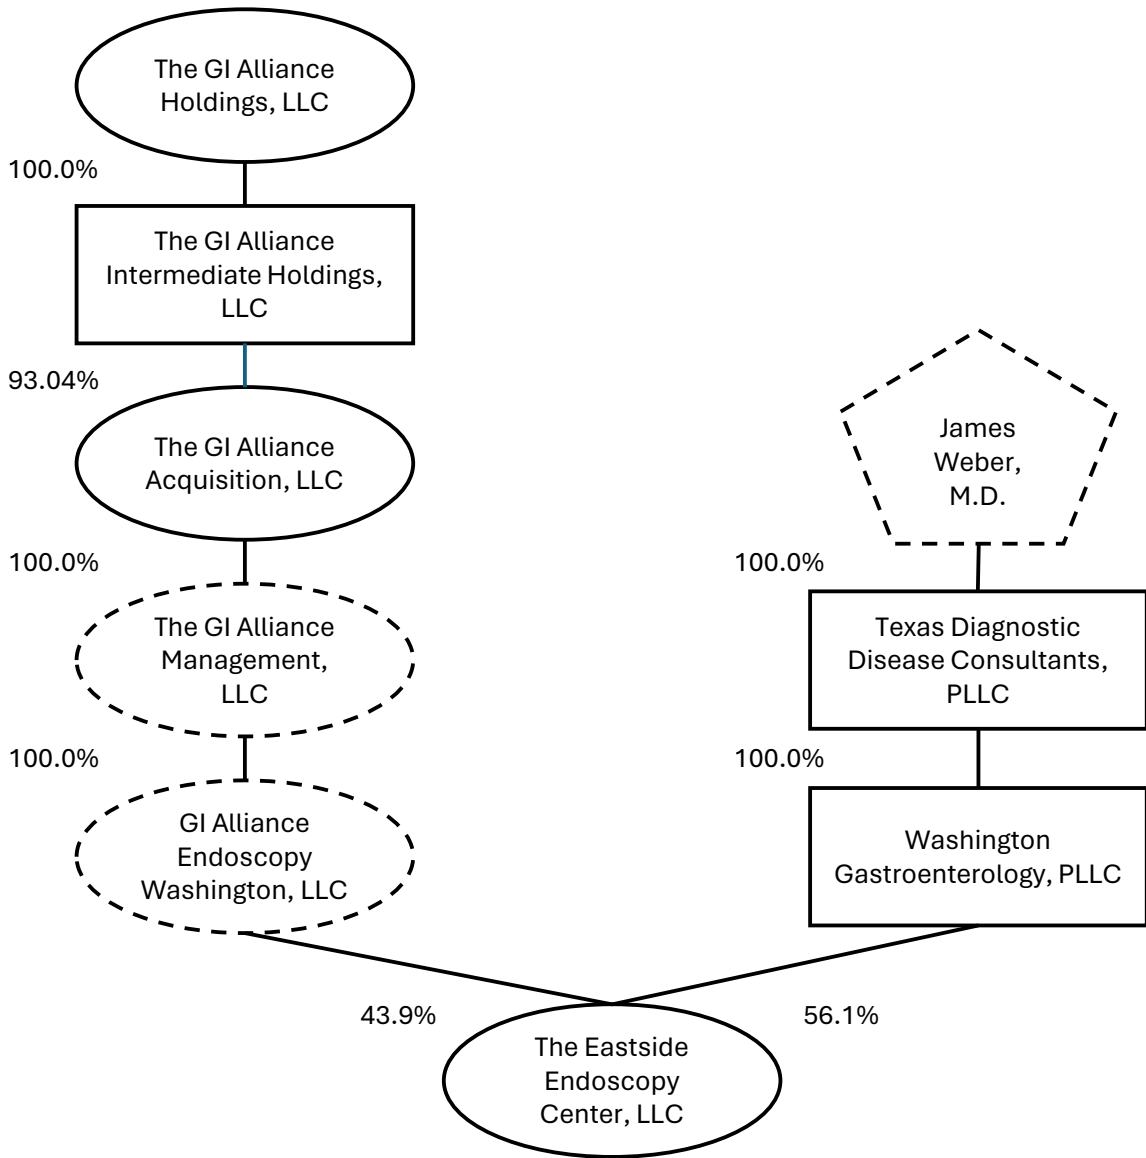 The GI Alliance
Holdings, LLC
100.0%
The GI Alliance
Intermediate Holdings,
LLC
93.04%
The GI Alliance
Acquisition, LLC
100.0%
The GI Alliance
Management,
LLC
100.0%
GI Alliance
Endoscopy
Washington, LLC
James
Weber,
M.D.
100.0%
Texas Diagnostic
Disease Consultants,
PLLC
100.0%
Washington
Gastroenterology, PLLC
43.9%
56.1%
The Eastside
Endoscopy
Center, LLC